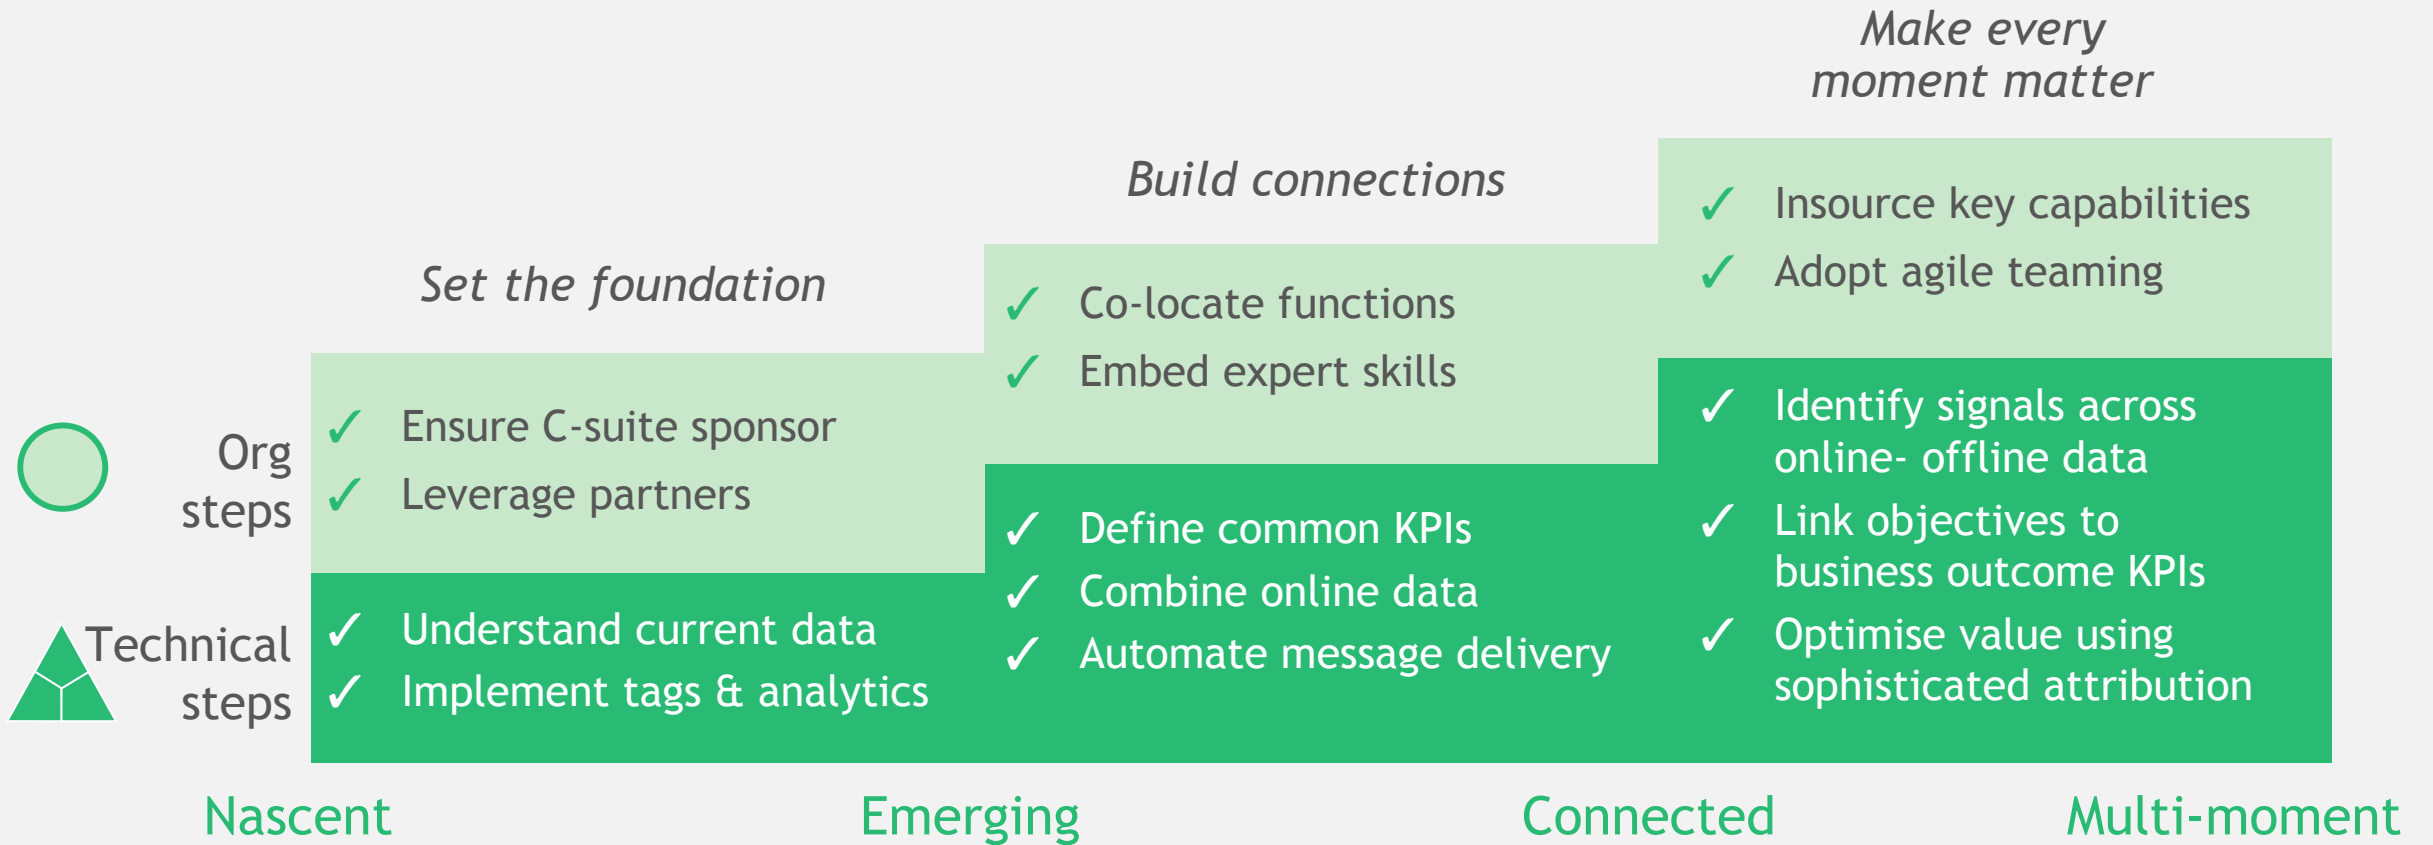 Make every
moment matter
Build connections
Set the foundation
Org
steps
✓ Ensure C-suite sponsor
✓ Leverage partners
✓ Co-locate functions
✓ Embed expert skills
✓ Insource key capabilities
✓ Adopt agile teaming
Technical
steps
✓ Understand current data
✓ Implement tags & analytics
✓ Define common KPIs
✓ Combine online data
✓ Automate message delivery
✓ Identify signals across
online- offline data
✓ Link objectives to
business outcome KPIs
✓ Optimise value using
sophisticated attribution
Nascent
Emerging
Connected
Multi-moment